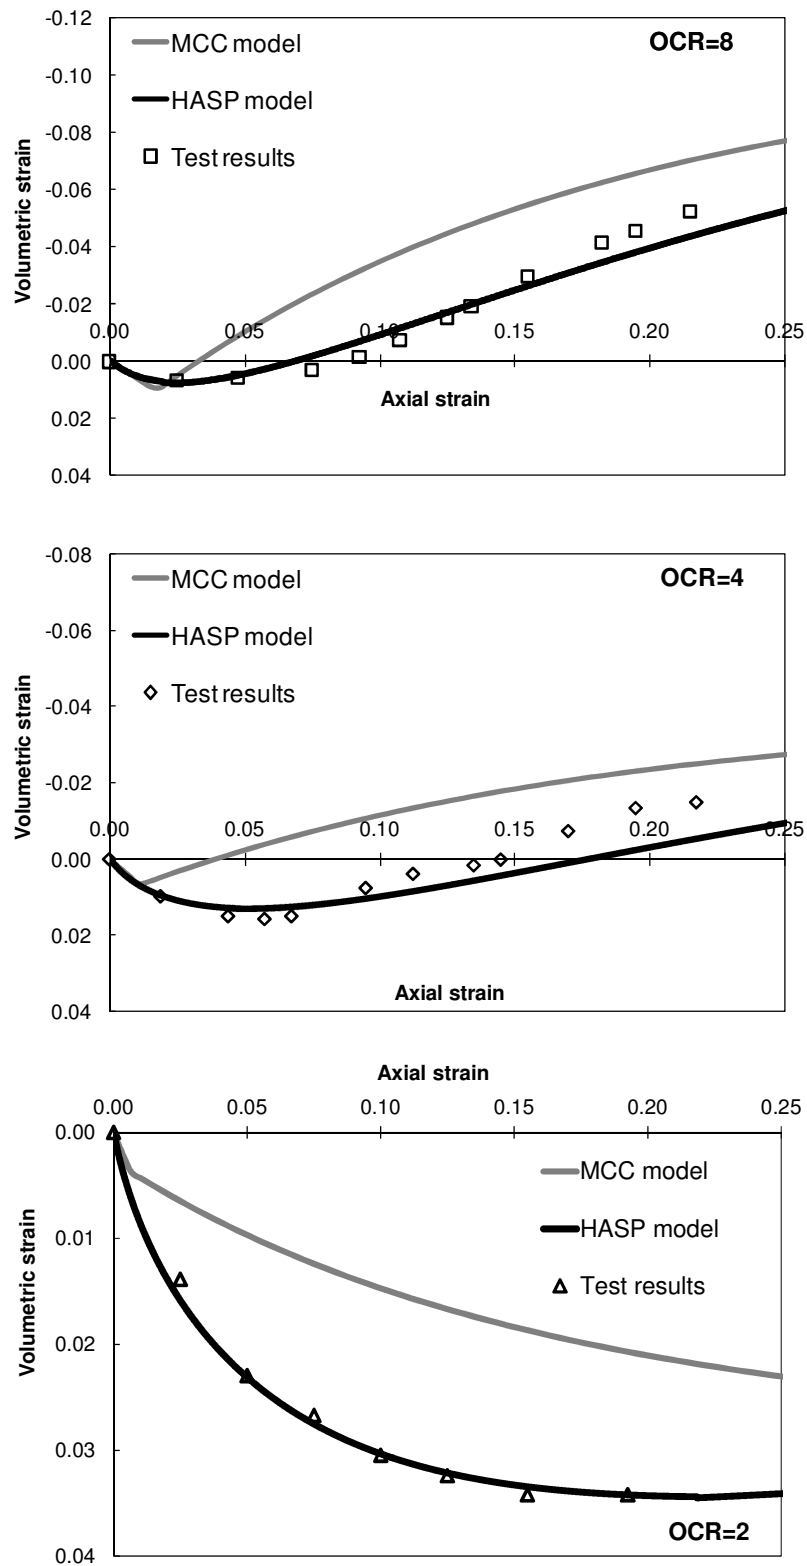 -0.12
MCC model
OCR=8
-0.10
HASP model
-0.08
Test results
-0.06
-0.04
-0.02
0.00 0.05 0.10 0.15 0.20 0.25
0.00
Axial strain
0.02
0.04
Volumetric strain
-0.08
MCC model
OCR=4
-0.06
HASP model
-0.04
Test results
-0.02
0.00 0.05 0.10 0.15 0.20 0.25
0.00
0.02
Axial strain
0.04
Volumetric strain
Axial strain
0.00 0.05 0.10 0.15 0.20 0.25
0.00
MCC model
0.01
HASP model
Test results
0.02
0.03
OCR=2
0.04
Volumetric strain